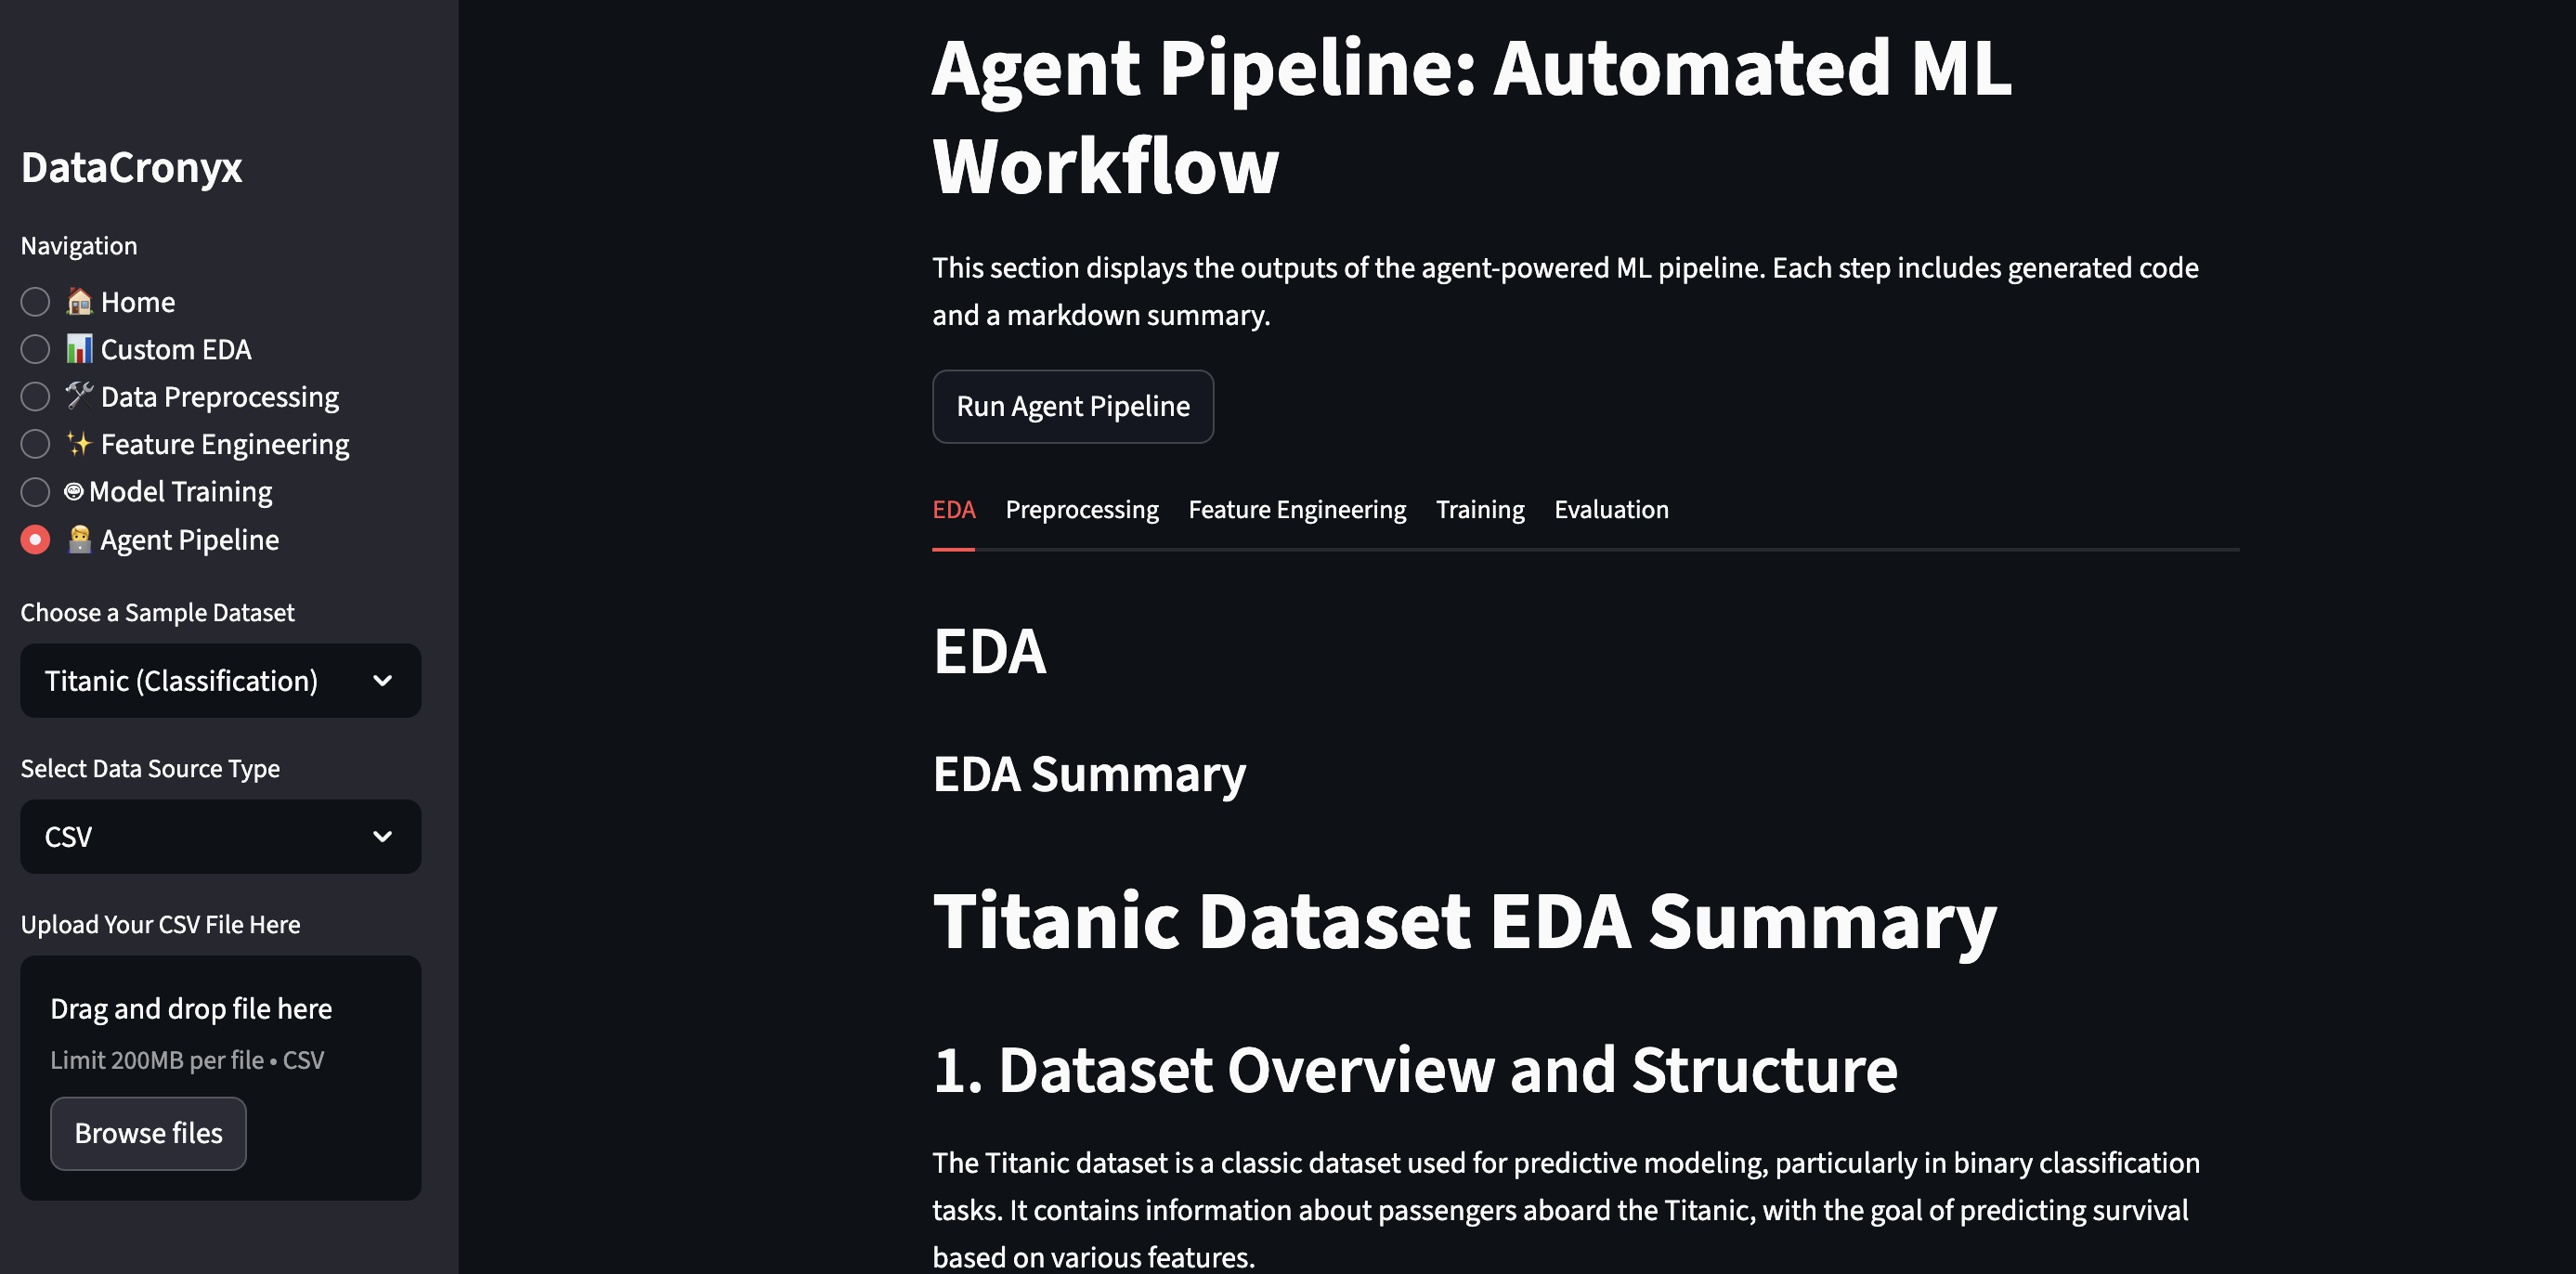 DataCronyx
Navigation
🏠 Home
📊 Custom EDA
🛠 Data Preprocessing
✨ Feature Engineering
Model Training
🧑‍💻 Agent Pipeline
Choose a Sample Dataset
Titanic (Classification)
Select Data Source Type
CSV
Upload Your CSV File Here
Drag and drop file here
Limit 200MB per file • CSV
Browse files
Agent Pipeline: Automated ML
Workflow
This section displays the outputs of the agent-powered ML pipeline. Each step includes generated code
and a markdown summary.
Run Agent Pipeline
EDA Preprocessing Feature Engineering Training Evaluation
EDA
EDA Summary
Titanic Dataset EDA Summary
1. Dataset Overview and Structure
The Titanic dataset is a classic dataset used for predictive modeling, particularly in binary classification
tasks. It contains information about passengers aboard the Titanic, with the goal of predicting survival
based on various features.